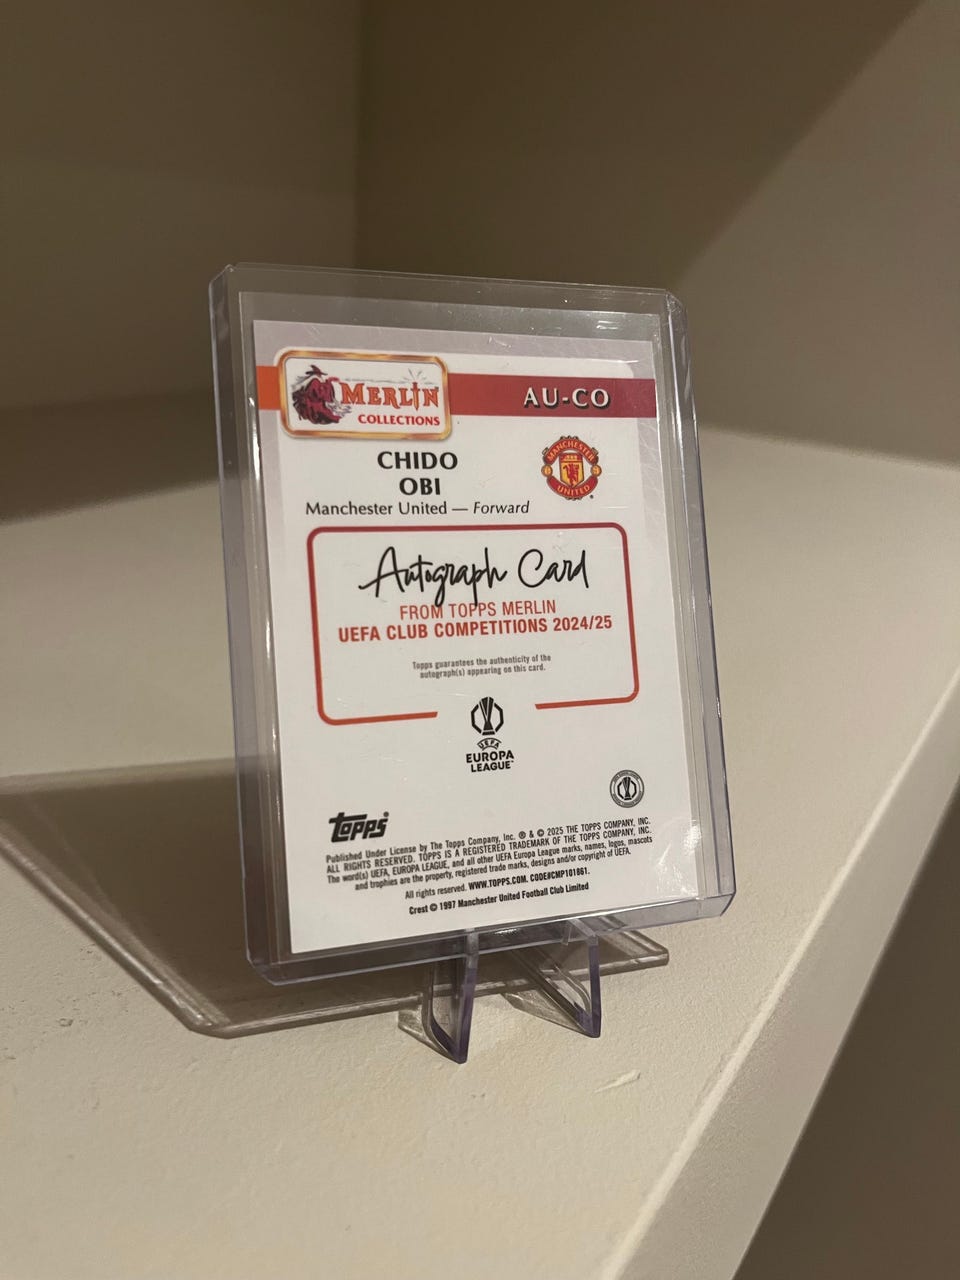 MERLIN
COLLECTIONS
AU-CO
CHIDO
OBI
Manchester United — Forward
MANCHESTER
UNITED
Autograph Card
FROM TOPPS MERLIN
UEFA CLUB COMPETITIONS 2024/25
Topps guarantees the authenticity of the
autograph(s) appearing on this card.
UEFA
EUROPA
LEAGUE
topps
Published Under License by The Topps Company, Inc. ® & © 2025 THE TOPPS COMPANY, INC.
ALL RIGHTS RESERVED. TOPPS IS A REGISTERED TRADEMARK OF THE TOPPS COMPANY, INC.
The word(s) UEFA, EUROPA LEAGUE, and all other UEFA Europa League marks, names, logos, mascots
and trophies are the property, registered trade marks, designs and/or copyright of UEFA.
All rights reserved. WWW.TOPPS.COM. CODE#CMP101861.
Crest © 1997 Manchester United Football Club Limited